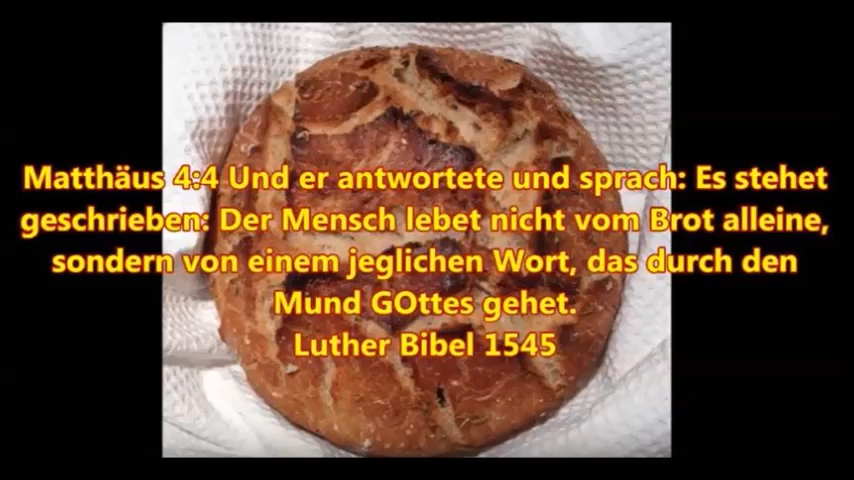 Matthäus 4:4 Und er antwortete und sprach: Es stehet
geschrieben: Der Mensch lebet nicht vom Brot alleine,
sondern von einem jeglichen Wort, das durch den
Mund GOttes gehet.
Luther Bibel 1545